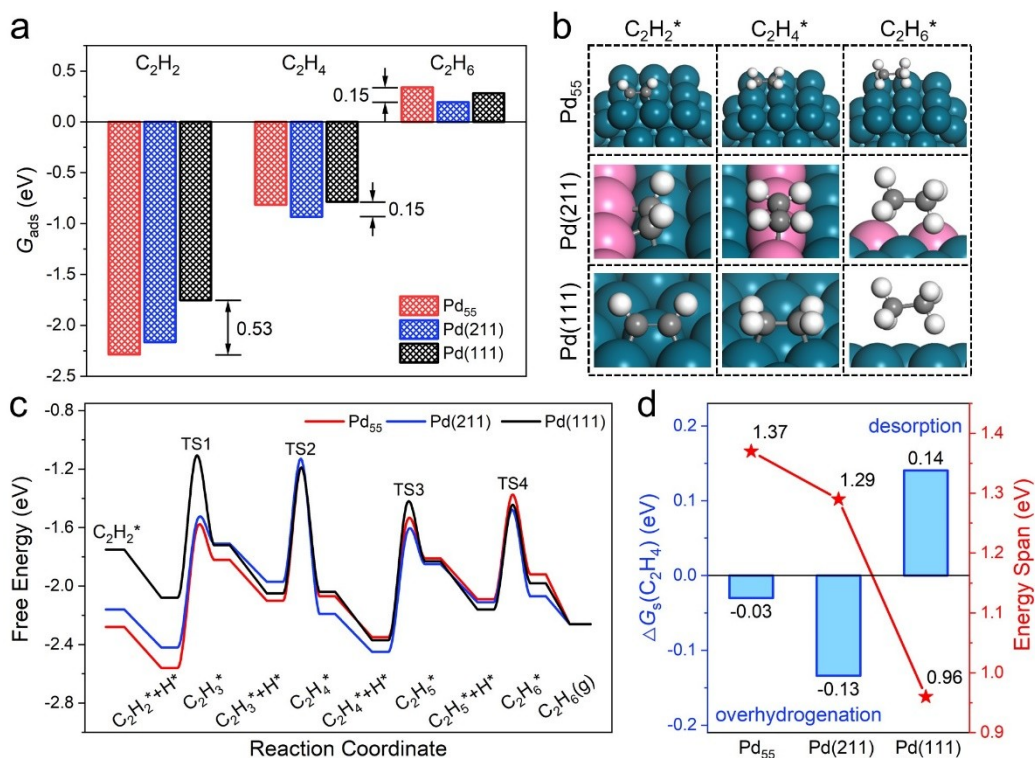 a
C₂H₂ C₂H₄ C₂H₆
0.5
0.0
-0.5
-1.0
-1.5
-2.0
-2.5
G_ads (eV)
0.15
0.15
0.53
Pd₅₅
Pd(211)
Pd(111)
b
C₂H₂* C₂H₄* C₂H₆*
Pd₅₅
Pd(211)
Pd(111)
c
Pd₅₅ Pd(211) Pd(111)
-0.8
-1.2
-1.6
-2.0
-2.4
-2.8
Free Energy (eV)
TS1
TS2
TS3
TS4
C₂H₂*
C₂H₂*+H*
C₂H₃*
C₂H₃*+H*
C₂H₄*
C₂H₄*+H*
C₂H₅*
C₂H₅*+H*
C₂H₆*
C₂H₆(g)
Reaction Coordinate
d
desorption
0.2
0.1
0.0
-0.1
-0.2
ΔGₛ(C₂H₄) (eV)
1.37
1.29
0.14
-0.03
-0.13
0.96
overhydrogenation
Pd₅₅ Pd(211) Pd(111)
1.4
1.3
1.2
1.1
1.0
0.9
Energy Span (eV)